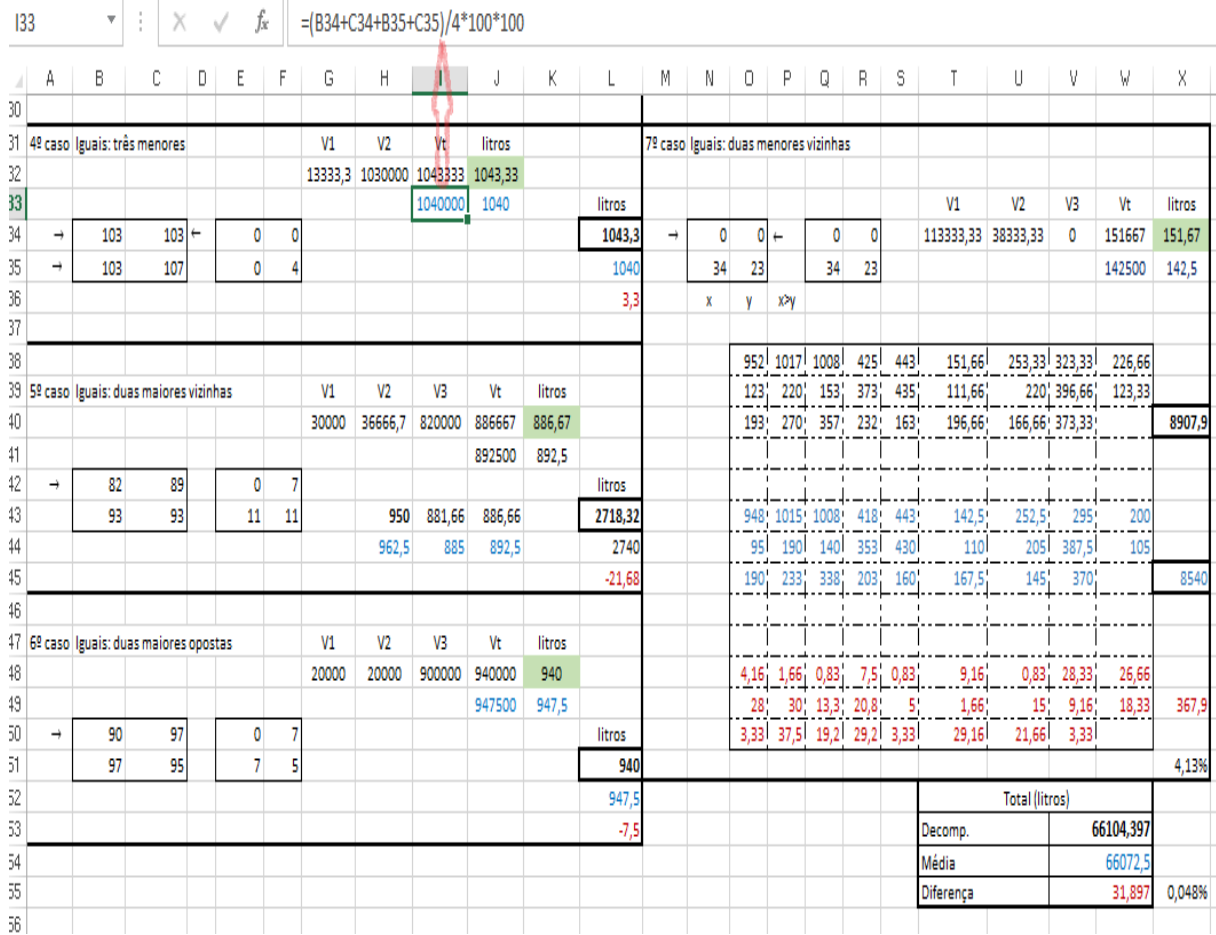 I33 fx =(B34+C34+B35+C35)/4*100*100
A B C D E F G H I J K L M N O P Q R S T U V W X
30
31 4º caso Iguais: três menores V1 V2 Vt litros 7º caso Iguais: duas menores vizinhas
32 13333,3 1030000 1043333 1043,33
33 1040000 1040 litros V1 V2 V3 Vt litros
34 → 103 103 ← 0 0 1043,3 → 0 0 ← 0 0 113333,33 38333,33 0 151667 151,67
35 → 103 107 0 4 1040 34 23 34 23 142500 142,5
36 3,3 x y x>y
37
38 952 1017 1008 425 443 151,66 253,33 323,33 226,66
39 5º caso Iguais: duas maiores vizinhas V1 V2 V3 Vt litros 123 220 153 373 435 111,66 220 396,66 123,33
40 30000 36666,7 820000 886667 886,67 193 270 357 232 163 196,66 166,66 373,33 8907,9
41 892500 892,5
42 → 82 89 0 7 litros
43 93 93 11 11 950 881,66 886,66 2718,32 948 1015 1008 418 443 142,5 252,5 295 200
44 962,5 885 892,5 2740 95 190 140 353 430 110 205 387,5 105
45 -21,68 190 233 338 203 160 167,5 145 370 8540
46
47 6º caso Iguais: duas maiores opostas V1 V2 V3 Vt litros
48 20000 20000 900000 940000 940 4,16 1,66 0,83 7,5 0,83 9,16 0,83 28,33 26,66
49 947500 947,5 28 30 13,3 20,8 5 1,66 15 9,16 18,33 367,9
50 → 90 97 0 7 litros 3,33 37,5 19,2 29,2 3,33 29,16 21,66 3,33
51 97 95 7 5 940 4,13%
52 947,5 Total (litros)
53 -7,5 Decomp. 66104,397
54 Média 66072,5
55 Diferença 31,897 0,048%
56